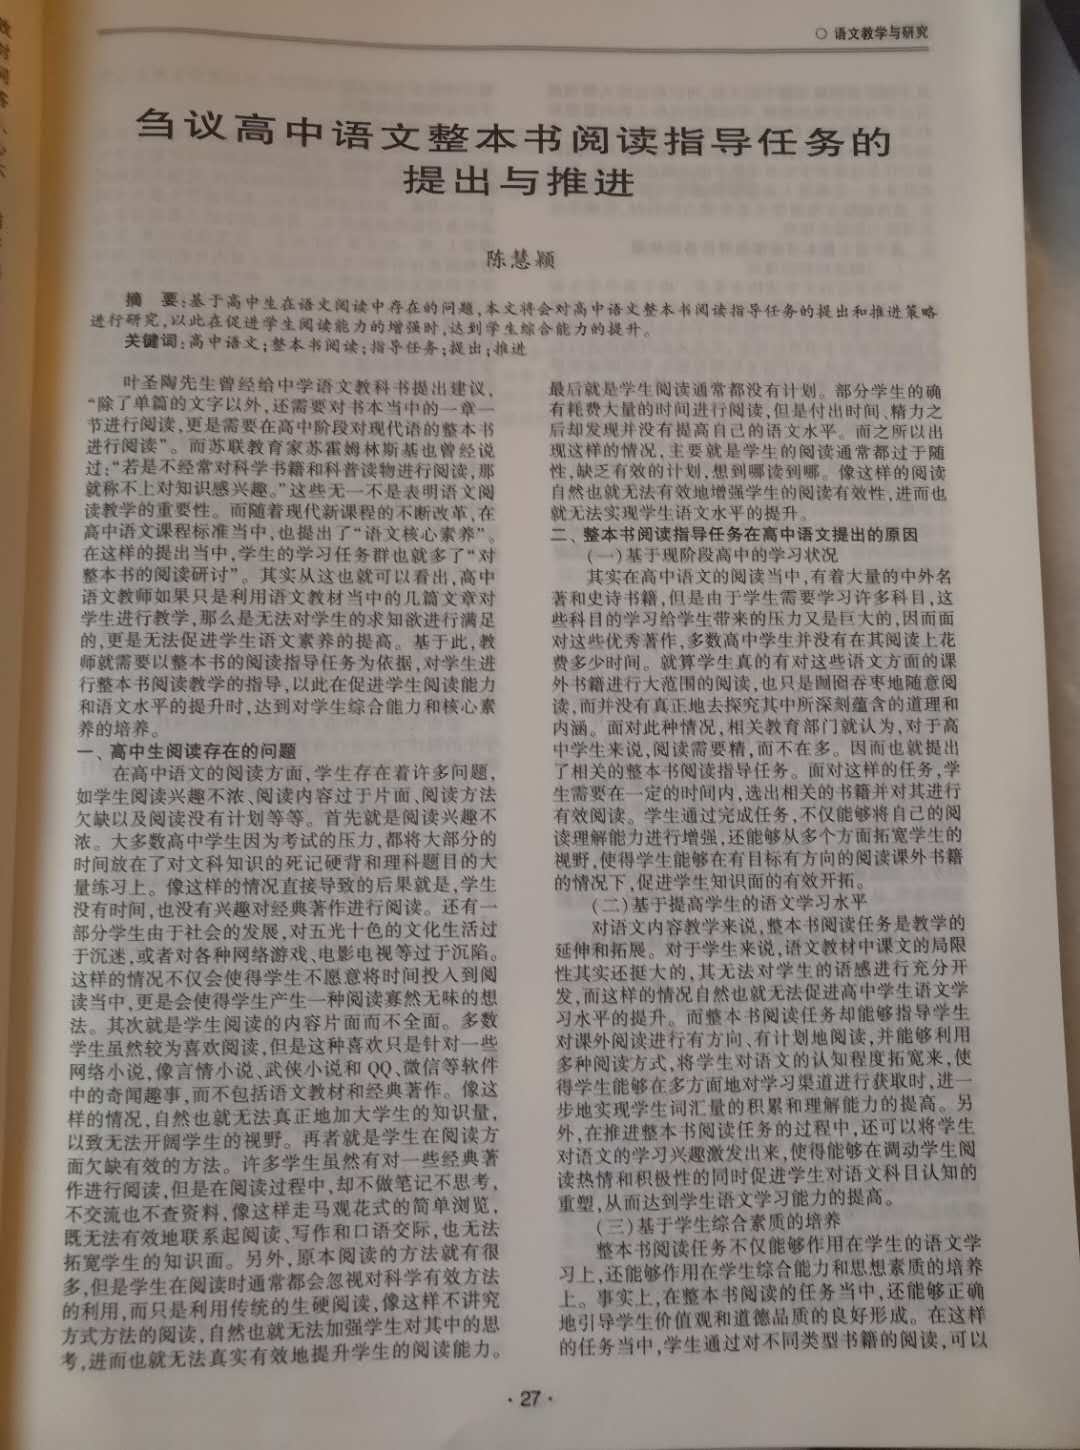 ○ 语文教学与研究
刍议高中语文整本书阅读指导任务的
提出与推进
陈慧颖
摘 要:基于高中生在语文阅读中存在的问题,本文将会对高中语文整本书阅读指导任务的提出和推进策略
进行研究,以此在促进学生阅读能力的增强时,达到学生综合能力的提升。
关键词:高中语文;整本书阅读;指导任务;提出;推进
叶圣陶先生曾经给中学语文教科书提出建议,
“除了单篇的文字以外,还需要对书本当中的一章一
节进行阅读,更是需要在高中阶段对现代语的整本书
进行阅读”。而苏联教育家苏霍姆林斯基也曾经说
过:“若是不经常对科学书籍和科普读物进行阅读,那
就称不上对知识感兴趣。”这些无一不是表明语文阅
读教学的重要性。而随着现代新课程的不断改革,在
高中语文课程标准当中,也提出了“语文核心素养”。
在这样的提出当中,学生的学习任务群也就多了“对
整本书的阅读研讨”。其实从这也就可以看出,高中
语文教师如果只是利用语文教材当中的几篇文章对
学生进行教学,那么是无法对学生的求知欲进行满足
的,更是无法促进学生语文素养的提高。基于此,教
师就需要以整本书的阅读指导任务为依据,对学生进
行整本书阅读教学的指导,以此在促进学生阅读能力
和语文水平的提升时,达到对学生综合能力和核心素
养的培养。
一、高中生阅读存在的问题
在高中语文的阅读方面,学生存在着许多问题,
如学生阅读兴趣不浓、阅读内容过于片面、阅读方法
欠缺以及阅读没有计划等等。首先就是阅读兴趣不
浓。大多数高中学生因为考试的压力,都将大部分的
时间放在了对文科知识的死记硬背和理科题目的大
量练习上。像这样的情况直接导致的后果就是,学生
没有时间,也没有兴趣对经典著作进行阅读。还有一
部分学生由于社会的发展,对五光十色的文化生活过
于沉迷,或者对各种网络游戏、电影电视等过于沉陷。
这样的情况不仅会使得学生不愿意将时间投入到阅
读当中,更是会使得学生产生一种阅读寡然无味的想
法。其次就是学生阅读的内容片面而不全面。多数
学生虽然较为喜欢阅读,但是这种喜欢只是针对一些
网络小说,像言情小说、武侠小说和 QQ、微信等软件
中的奇闻趣事,而不包括语文教材和经典著作。像这
样的情况,自然也就无法真正地加大学生的知识量,
以致无法开阔学生的视野。再者就是学生在阅读方
面欠缺有效的方法。许多学生虽然有对一些经典著
作进行阅读,但是在阅读过程中,却不做笔记不思考,
不交流也不查资料,像这样走马观花式的简单浏览,
既无法有效地联系起阅读、写作和口语交际,也无法
拓宽学生的知识面。另外,原本阅读的方法就有很
多,但是学生在阅读时通常都会忽视对科学有效方法
的利用,而只是利用传统的生硬阅读,像这样不讲究
方式方法的阅读,自然也就无法加强学生对其中的思
考,进而也就无法真实有效地提升学生的阅读能力。
最后就是学生阅读通常都没有计划。部分学生的确
有耗费大量的时间进行阅读,但是付出时间、精力之
后却发现并没有提高自己的语文水平。而之所以出
现这样的情况,主要就是学生的阅读通常都过于随
性,缺乏有效的计划,想到哪读到哪。像这样的阅读
自然也就无法有效地增强学生的阅读有效性,进而也
就无法实现学生语文水平的提升。
二、整本书阅读指导任务在高中语文提出的原因
(一)基于现阶段高中的学习状况
其实在高中语文的阅读当中,有着大量的中外名
著和史诗书籍,但是由于学生需要学习许多科目,这
些科目的学习给学生带来的压力又是巨大的,因而面
对这些优秀著作,多数高中学生并没有在其阅读上花
费多少时间。就算学生真的有对这些语文方面的课
外书籍进行大范围的阅读,也只是囫囵吞枣地随意阅
读,而并没有真正地去探究其中所深刻蕴含的道理和
内涵。面对此种情况,相关教育部门就认为,对于高
中学生来说,阅读需要精,而不在多。因而也就提出
了相关的整本书阅读指导任务。面对这样的任务,学
生需要在一定的时间内,选出相关的书籍并对其进行
有效阅读。学生通过完成任务,不仅能够将自己的阅
读理解能力进行增强,还能够从多个方面拓宽学生的
视野,使得学生能够在有目标有方向的阅读课外书籍
的情况下,促进学生知识面的有效开拓。
(二)基于提高学生的语文学习水平
对语文内容教学来说,整本书阅读任务是教学的
延伸和拓展。对于学生来说,语文教材中课文的局限
性其实还挺大的,其无法对学生的语感进行充分开
发,而这样的情况自然也就无法促进高中学生语文学
习水平的提升。而整本书阅读任务却能够指导学生
对课外阅读进行有方向、有计划地阅读,并能够利用
多种阅读方式,将学生对语文的认知程度拓宽来,使
得学生能够在多方面地对学习渠道进行获取时,进一
步地实现学生词汇量的积累和理解能力的提高。另
外,在推进整本书阅读任务的过程中,还可以将学生
对语文的学习兴趣激发出来,使得能够在调动学生阅
读热情和积极性的同时促进学生对语文科目认知的
重塑,从而达到学生语文学习能力的提高。
(三)基于学生综合素质的培养
整本书阅读任务不仅能够作用在学生的语文学
习上,还能够作用在学生综合能力和思想素质的培养
上。事实上,在整本书阅读的任务当中,还能够正确
地引导学生价值观和道德品质的良好形成。在这样
的任务当中,学生通过对不同类型书籍的阅读,可以
· 27 ·